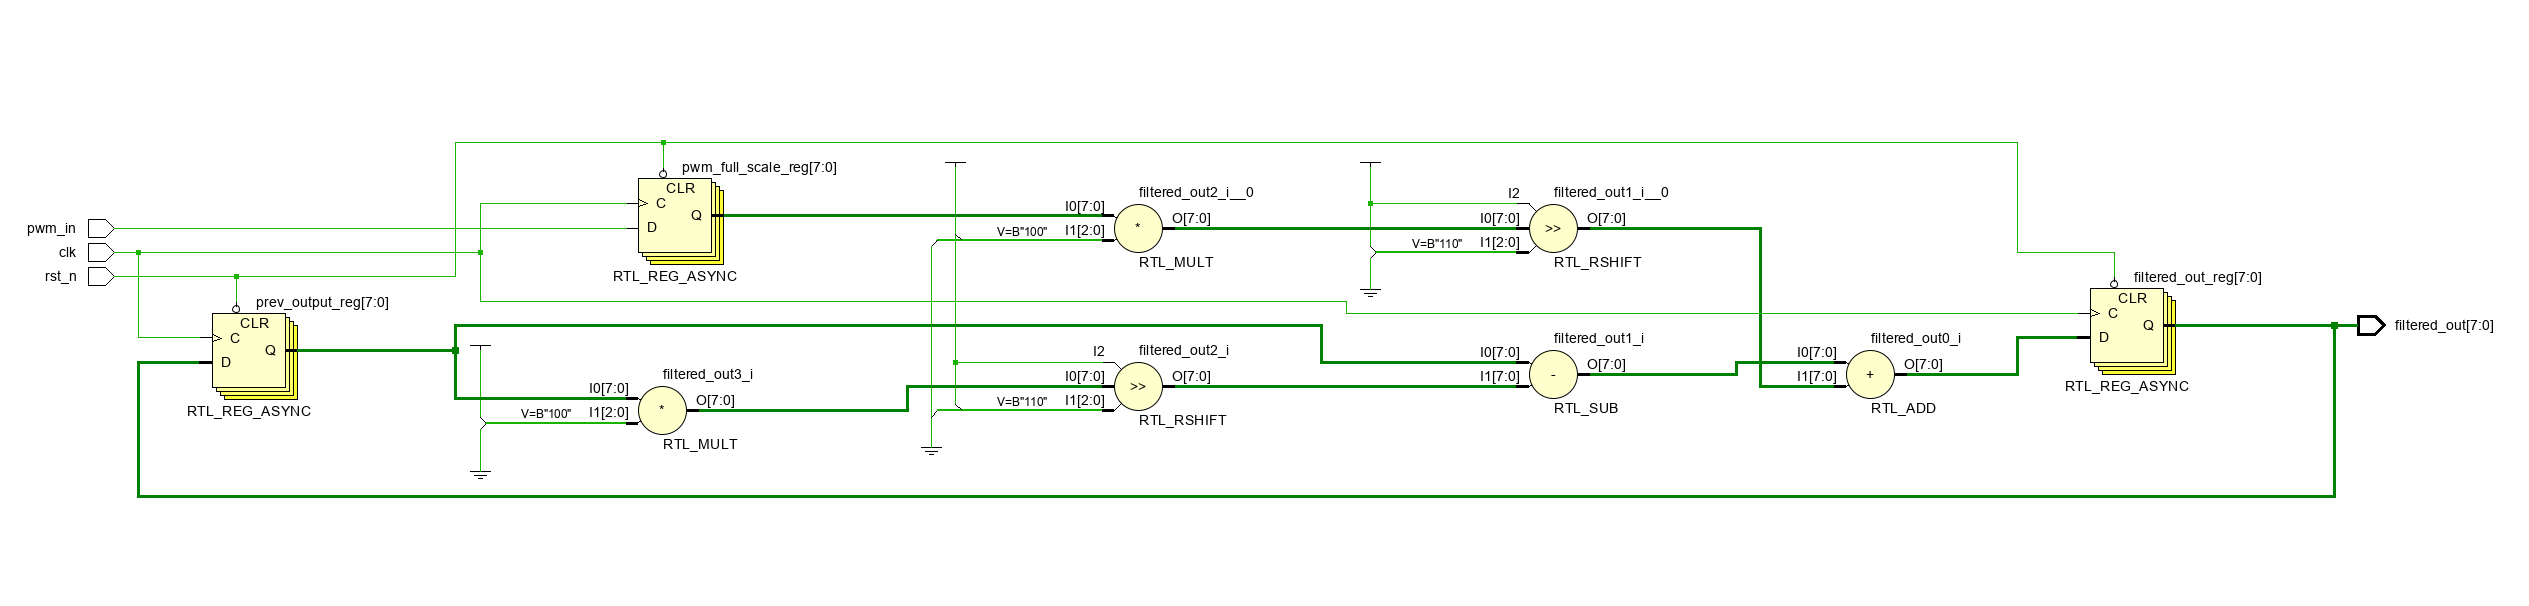 pwm_in
clk
rst_n
prev_output_reg[7:0]
CLR
C
D
Q
RTL_REG_ASYNC
pwm_full_scale_reg[7:0]
CLR
C
D
Q
RTL_REG_ASYNC
filtered_out3_i
I0[7:0]
V=B"100" I1[2:0]
*
O[7:0]
RTL_MULT
filtered_out2_i__0
I0[7:0]
V=B"100" I1[2:0]
*
O[7:0]
RTL_MULT
filtered_out2_i
I2
I0[7:0]
V=B"110" I1[2:0]
>>
O[7:0]
RTL_RSHIFT
filtered_out1_i__0
I2
I0[7:0]
V=B"110" I1[2:0]
>>
O[7:0]
RTL_RSHIFT
filtered_out1_i
I0[7:0]
I1[7:0]
-
O[7:0]
RTL_SUB
filtered_out0_i
I0[7:0]
I1[7:0]
+
O[7:0]
RTL_ADD
filtered_out_reg[7:0]
CLR
C
D
Q
RTL_REG_ASYNC
filtered_out[7:0]